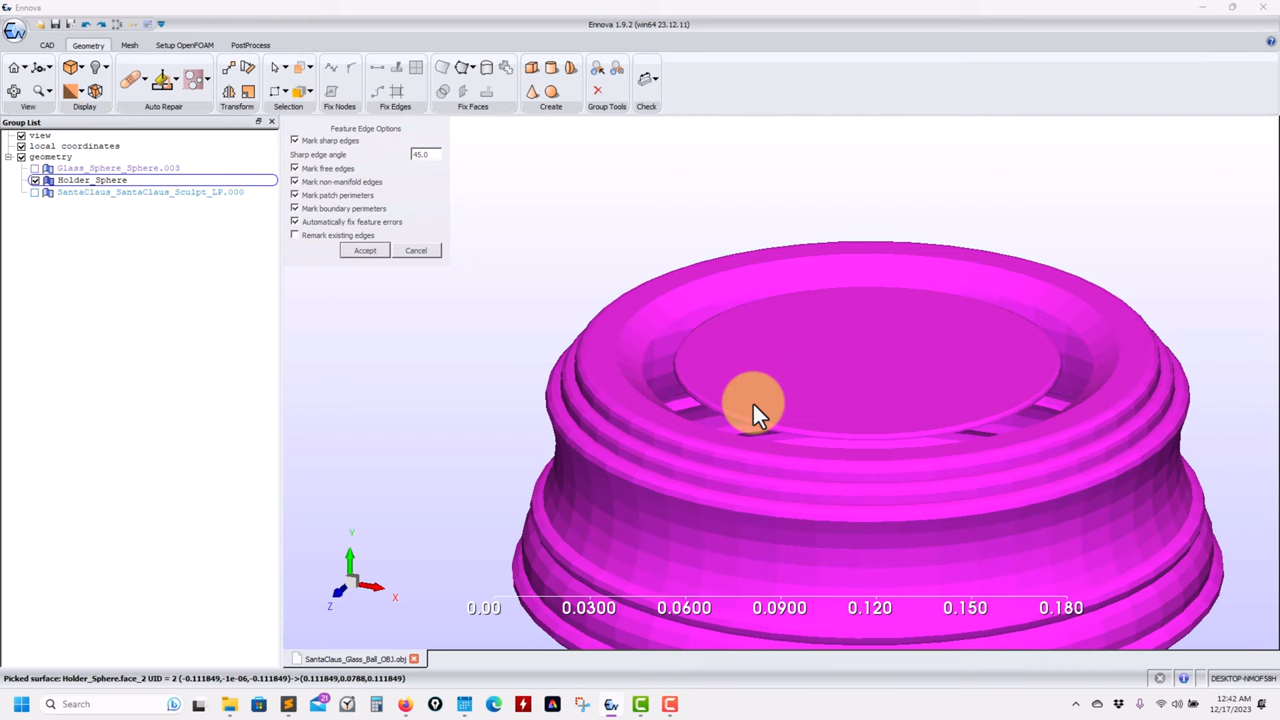 Ennova
Ennova 1.9.2 (win64 23.12.11)
CAD
Geometry
Mesh
Setup OpenFOAM
PostProcess
View
Display
Auto Repair
Transform
Selection
Fix Nodes
Fix Edges
Fix Faces
Create
Group Tools
Check
Group List
view
local coordinates
geometry
Glass_Sphere_Sphere.003
Holder_Sphere
SantaClaus_SantaClaus_Sculpt_LP.000
Feature Edge Options
Mark sharp edges
Sharp edge angle 45.0
Mark free edges
Mark non-manifold edges
Mark patch perimeters
Mark boundary perimeters
Automatically fix feature errors
Remark existing edges
Accept Cancel
Y
X
Z
0.00 0.0300 0.0600 0.0900 0.120 0.150 0.180
SantaClaus_Glass_Ball_OBJ.obj
Picked surface: Holder_Sphere.face_2 UID = 2 (-0.111849,-1e-06,-0.111849)->(0.111849,0.0788,0.111849)
DESKTOP-NMOF58H
Search
21
12:42 AM
12/17/2023